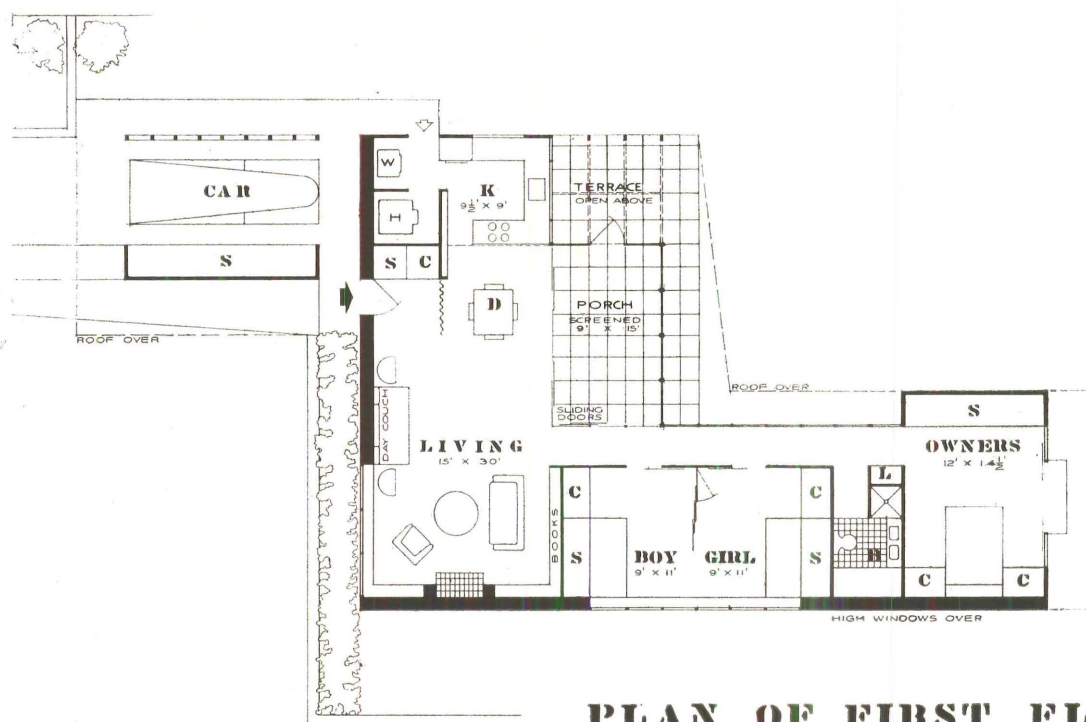 CAR
S
ROOF OVER
W
H
S
C
K
9½' X 9'
TERRACE
OPEN ABOVE
D
PORCH
SCREENED
9' X 15'
SLIDING
DOORS
ROOF OVER
DAY COUCH
LIVING
15' X 30'
BOOKS
C
S
BOY
9' X 11'
GIRL
9' X 11'
C
S
L
B
S
OWNERS
12' X 14½'
C
C
HIGH WINDOWS OVER
PLAN OF FIRST